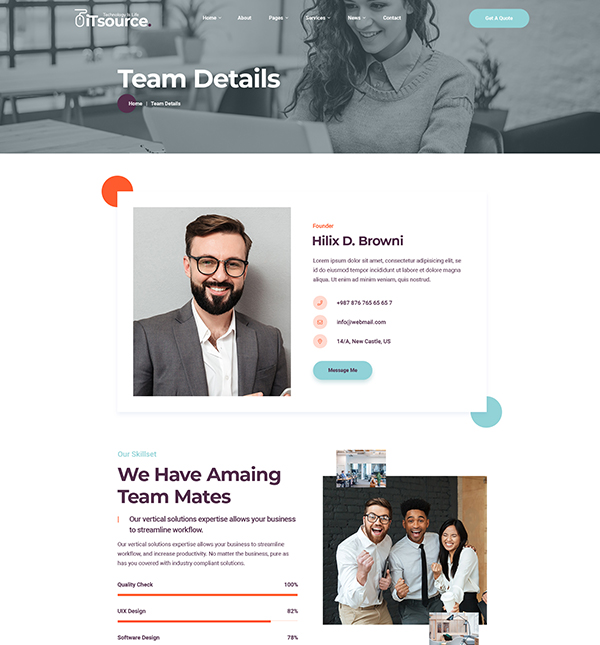 Technology Is Life
iTsource.
Home About Pages Services News Contact
Get A Quote
Team Details
Home | Team Details
Founder
Hilix D. Browni
Lorem ipsum dolor sit amet, consectetur adipisicing elit, se
id do eiusmod tempor incididunt ut labore et dolore magna
aliqua. Ut enim ad minim veniam, quis nostrud.
+987 876 765 65 65 7
info@webmail.com
14/A, New Castle, US
Message Me
Our Skillset
We Have Amaing
Team Mates
Our vertical solutions expertise allows your business
to streamline workflow.
Our vertical solutions expertise allows your business to streamline
workflow, and increase productivity. No matter the business, pure as
has you covered with industry compliant solutions.
Quality Check 100%
UIX Design 82%
Software Design 78%